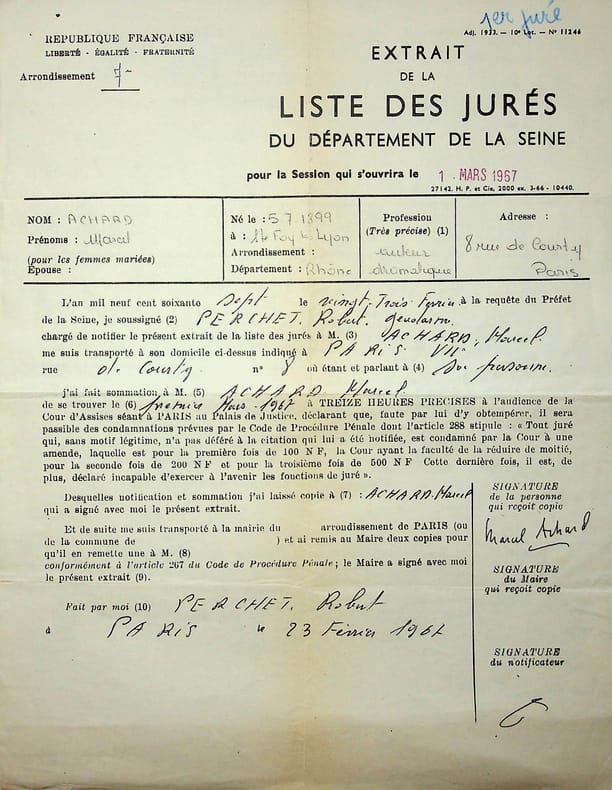 1er juré
REPUBLIQUE FRANÇAISE
LIBERTÉ - ÉGALITÉ - FRATERNITÉ
Arrondissement 7
Adj. 1933. — 10e Loc. — No 11246
EXTRAIT
DE LA
LISTE DES JURÉS
DU DÉPARTEMENT DE LA SEINE
pour la Session qui s'ouvrira le 1. MARS 1967
27142. H. P. et Cie, 2000 ex. 3-66 - 10440.
NOM : ACHARD
Prénoms : Marcel
(pour les femmes mariées)
Épouse :
Né le : 5 7.1899
à : Ste Foy les Lyon
Arrondissement :
Département : Rhône
Profession
(Très précise) (1)
auteur
dramatique
Adresse :
8 rue de Courty
Paris
L'an mil neuf cent soixante sept le vingt-trois Février à la requête du Préfet
de la Seine, je soussigné (2) PERCHET, Robert, gendarme
chargé de notifier le présent extrait de la liste des jurés à M. (3) ACHARD, Marcel
me suis transporté à son domicile ci-dessus indiqué à PARIS VIIe
rue de Courty n° 8 où étant et parlant à (4) Sa personne.
j'ai fait sommation à M. (5) ACHARD Marcel
de se trouver le (6) premier Mars 1967 à TREIZE HEURES PRECISES à l'audience de la
Cour d'Assises séant à PARIS au Palais de Justice, déclarant que, faute par lui d'y obtempérer, il sera
passible des condamnations prévues par le Code de Procédure Pénale dont l'article 288 stipule : « Tout juré
qui, sans motif légitime, n'a pas déféré à la citation qui lui a été notifiée, est condamné par la Cour à une
amende, laquelle est pour la première fois de 100 NF, la Cour ayant la faculté de la réduire de moitié,
pour la seconde fois de 200 NF et pour la troisième fois de 500 NF Cette dernière fois, il est, de
plus, déclaré incapable d'exercer à l'avenir les fonctions de juré ».
Desquelles notification et sommation j'ai laissé copie à (7) : ACHARD Marcel
qui a signé avec moi le présent extrait.
Et de suite me suis transporté à la mairie du arrondissement de PARIS (ou
de la commune de ) et ai remis au Maire deux copies pour
qu'il en remette une à M. (8)
conformément à l'article 267 du Code de Procédure Pénale ; le Maire a signé avec moi
le présent extrait (9).
Fait par moi (10) PERCHET, Robert
à PARIS le 23 Février 1967
SIGNATURE
de la personne
qui reçoit copie
Marcel Achard
SIGNATURE
du Maire
qui reçoit copie
SIGNATURE
du notificateur